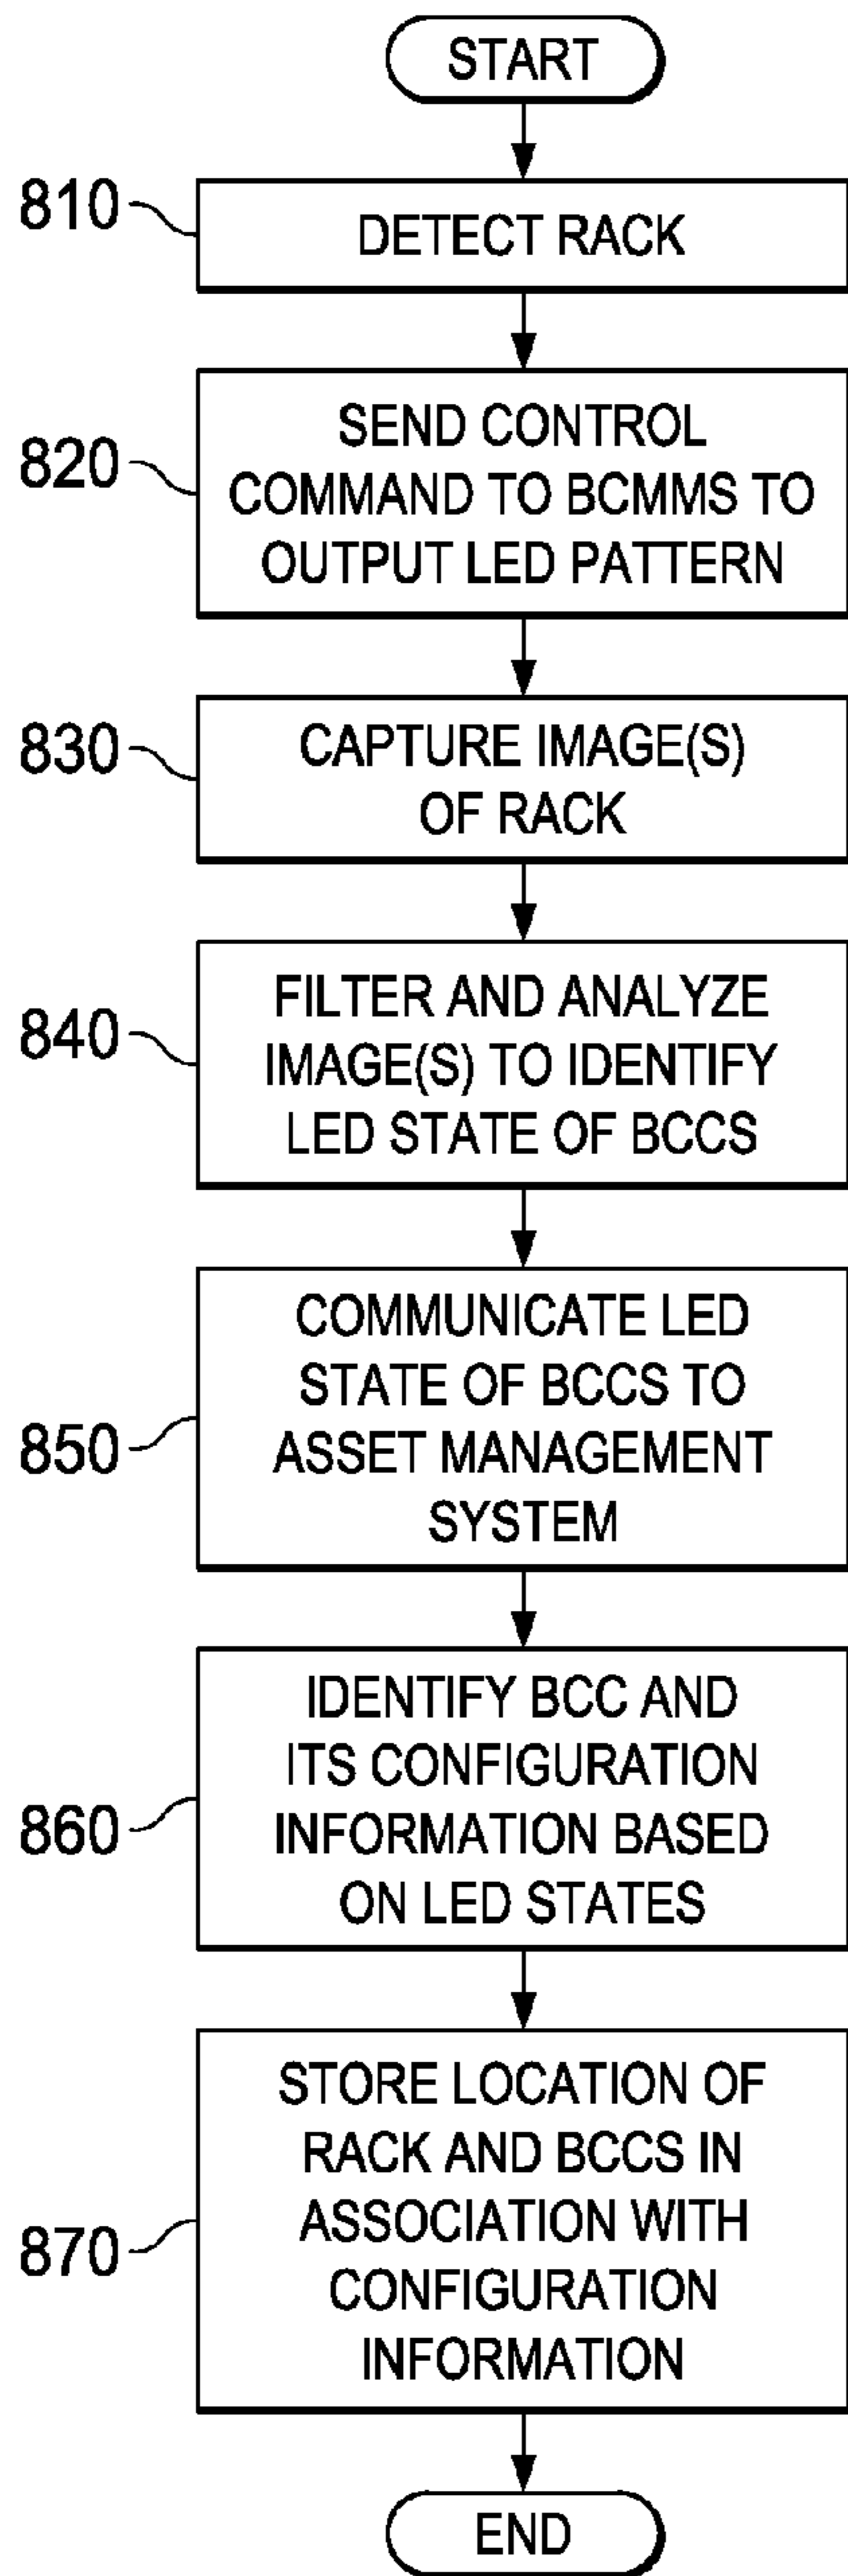 START
810
DETECT RACK
820
SEND CONTROL
COMMAND TO BCMMS TO
OUTPUT LED PATTERN
830
CAPTURE IMAGE(S)
OF RACK
840
FILTER AND ANALYZE
IMAGE(S) TO IDENTIFY
LED STATE OF BCCS
850
COMMUNICATE LED
STATE OF BCCS TO
ASSET MANAGEMENT
SYSTEM
860
IDENTIFY BCC AND
ITS CONFIGURATION
INFORMATION BASED
ON LED STATES
870
STORE LOCATION OF
RACK AND BCCS IN
ASSOCIATION WITH
CONFIGURATION
INFORMATION
END